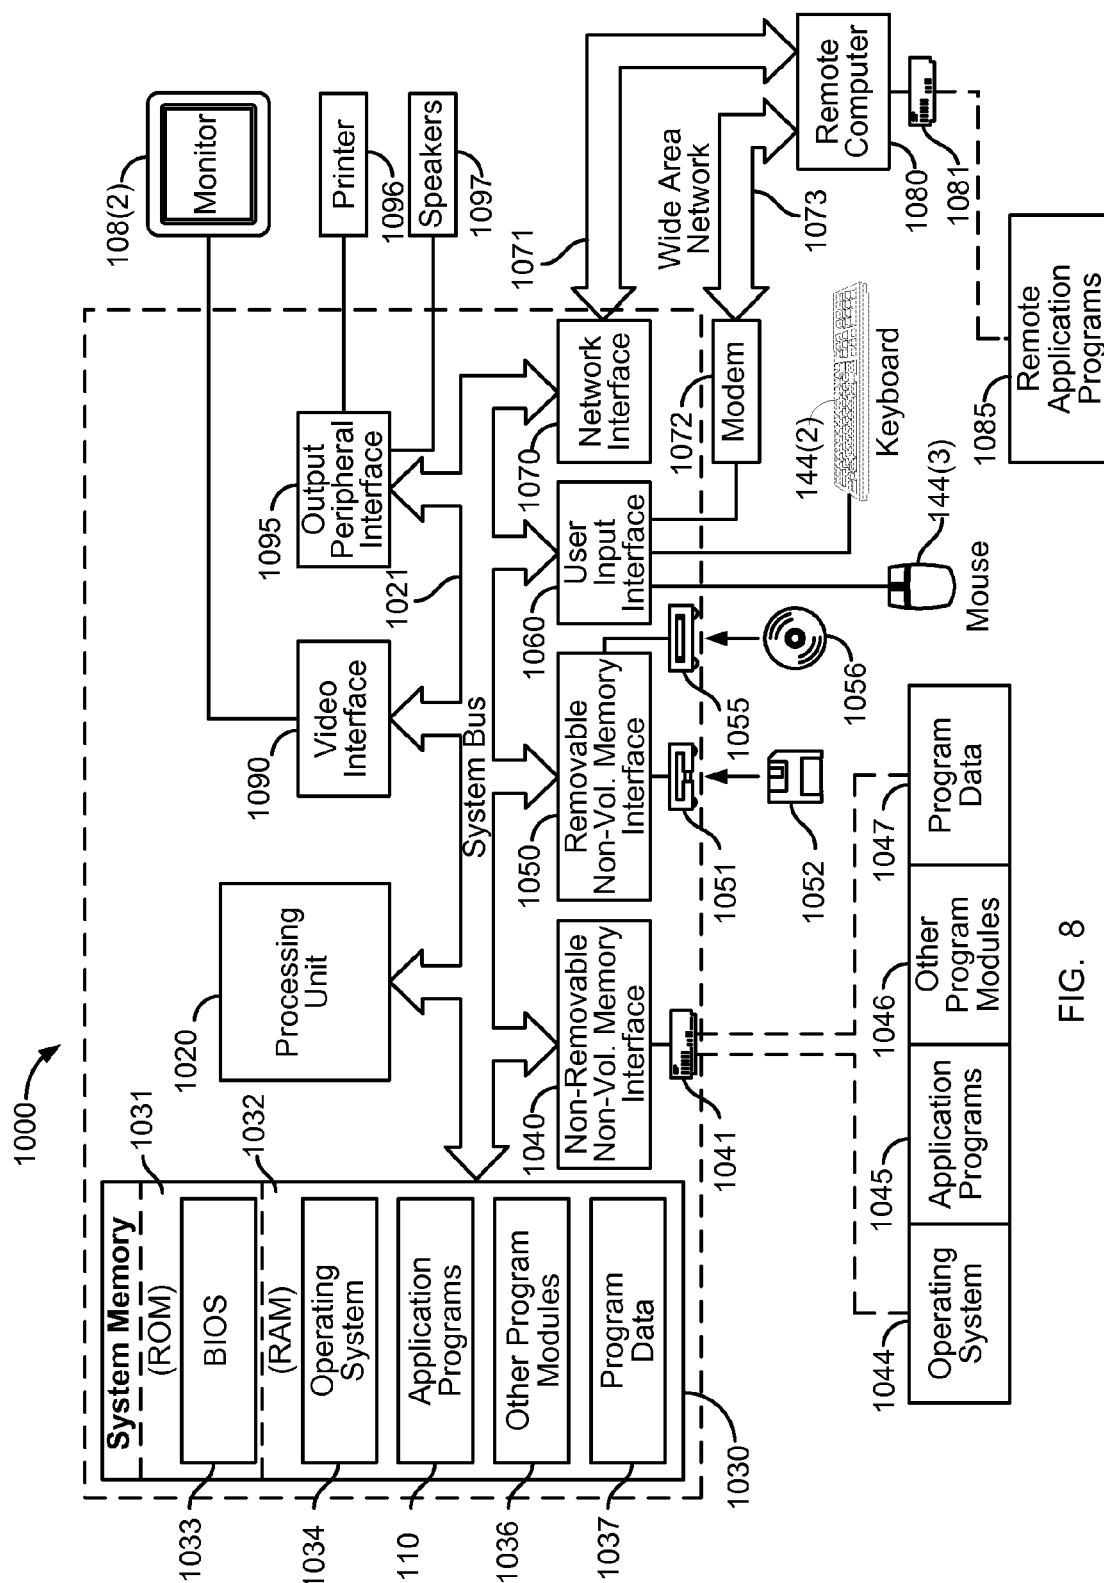 1000
System Memory
(ROM)
1031
BIOS
1033
(RAM)
1032
Operating
System
1034
Application
Programs
110
Other Program
Modules
1036
Program
Data
1037
1030
1020
Processing
Unit
1090
Video
Interface
1095
Output
Peripheral
Interface
108(2)
Monitor
Printer
1096
Speakers
1097
System Bus
1021
1040
Non-Removable
Non-Vol. Memory
Interface
1050
Removable
Non-Vol. Memory
Interface
1060
User
Input
Interface
1070
Network
Interface
1071
1041
1051
1055
1052
1056
1072
Modem
Wide Area
Network
1073
Remote
Computer
1080
1081
144(2)
Keyboard
144(3)
Mouse
1044
Operating
System
1045
Application
Programs
1046
Other
Program
Modules
1047
Program
Data
1085
Remote
Application
Programs
FIG. 8